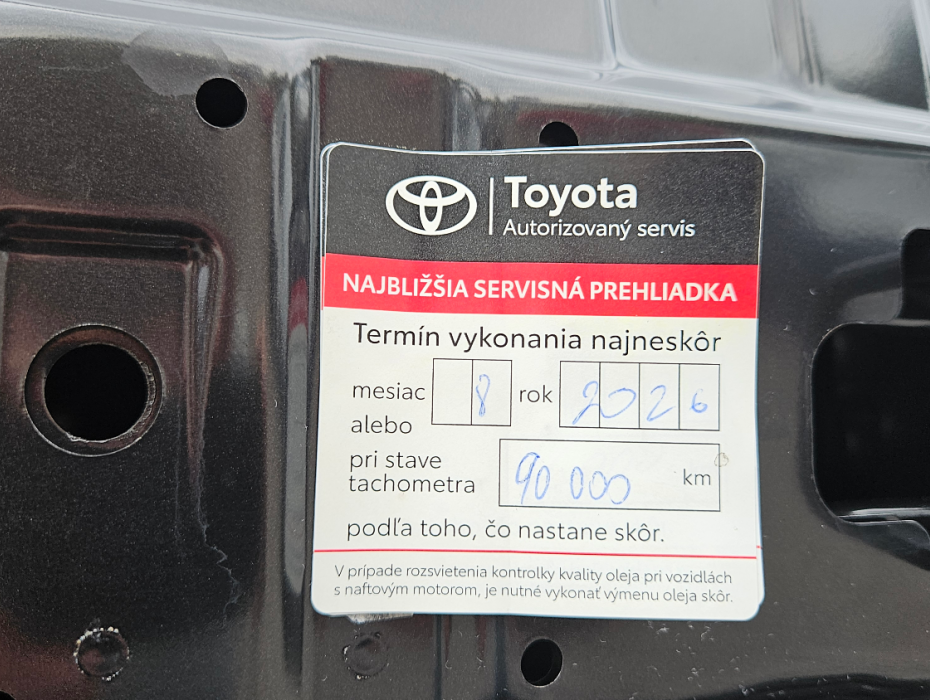 Toyota
Autorizovaný servis
NAJBLIŽŠIA SERVISNÁ PREHLIADKA
Termín vykonania najneskôr
mesiac 8 rok 2026
alebo
pri stave
tachometra 90 000 km
podľa toho, čo nastane skôr.
V prípade rozsvietenia kontrolky kvality oleja pri vozidlách
s naftovým motorom, je nutné vykonať výmenu oleja skôr.